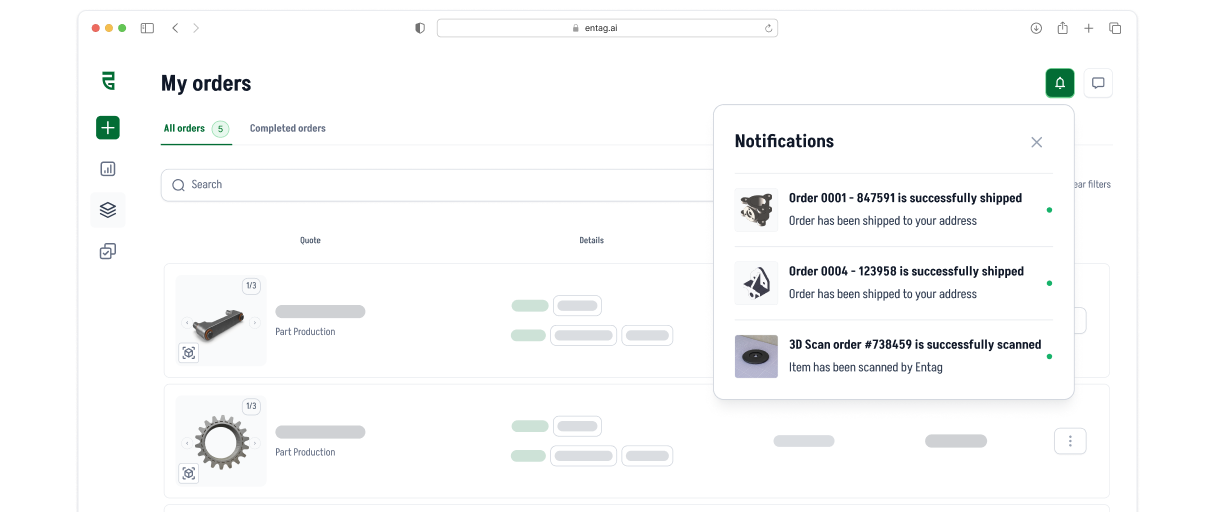 entag.ai
My orders
All orders 5
Completed orders
Search
ear filters
Quote
Details
1/3
Part Production
1/3
Part Production
Notifications
Order 0001 - 847591 is successfully shipped
Order has been shipped to your address
Order 0004 - 123958 is successfully shipped
Order has been shipped to your address
3D Scan order #738459 is successfully scanned
Item has been scanned by Entag